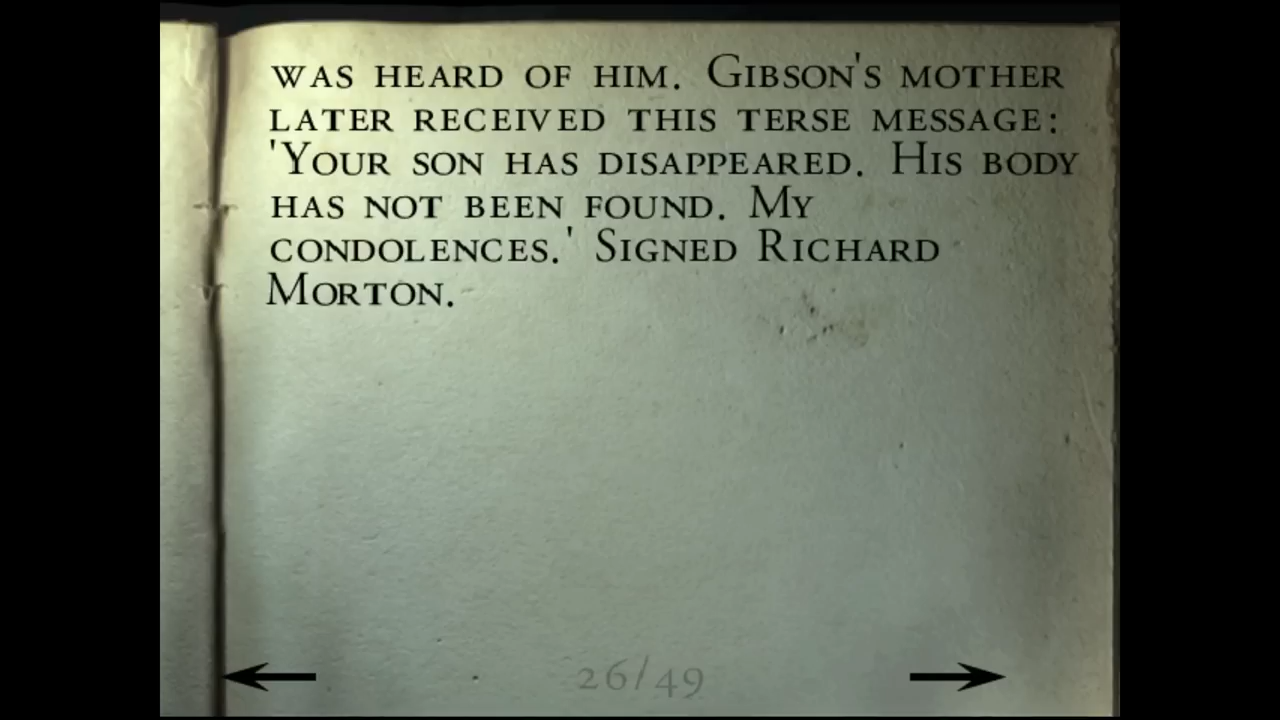 was heard of him. Gibson's mother
later received this terse message:
'Your son has disappeared. His body
has not been found. My
condolences.' Signed Richard
Morton.
26/49